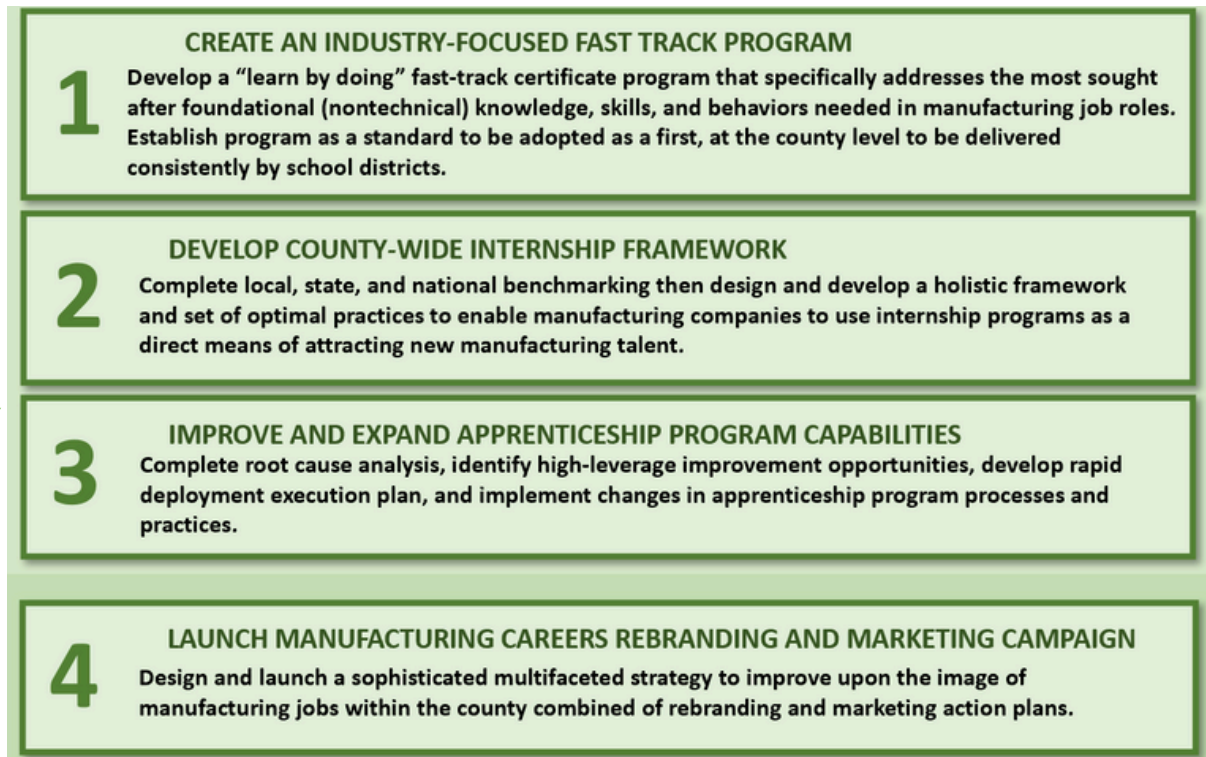 CREATE AN INDUSTRY-FOCUSED FAST TRACK PROGRAM
1
Develop a “learn by doing” fast-track certificate program that specifically addresses the most sought
after foundational (nontechnical) knowledge, skills, and behaviors needed in manufacturing job roles.
Establish program as a standard to be adopted as a first, at the county level to be delivered
consistently by school districts.
DEVELOP COUNTY-WIDE INTERNSHIP FRAMEWORK
2
Complete local, state, and national benchmarking then design and develop a holistic framework
and set of optimal practices to enable manufacturing companies to use internship programs as a
direct means of attracting new manufacturing talent.
IMPROVE AND EXPAND APPRENTICESHIP PROGRAM CAPABILITIES
3
Complete root cause analysis, identify high-leverage improvement opportunities, develop rapid
deployment execution plan, and implement changes in apprenticeship program processes and
practices.
LAUNCH MANUFACTURING CAREERS REBRANDING AND MARKETING CAMPAIGN
4
Design and launch a sophisticated multifaceted strategy to improve upon the image of
manufacturing jobs within the county combined of rebranding and marketing action plans.